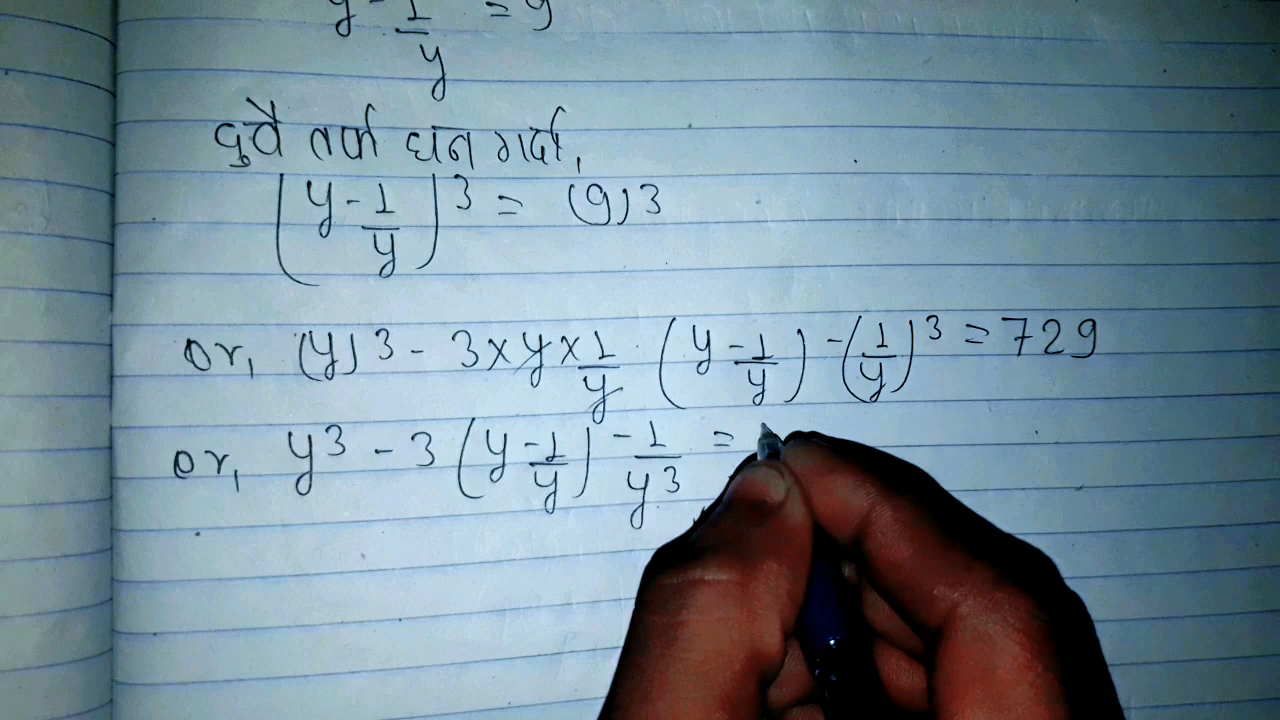 y - 1/y = 9
दुवै तर्फ घन गर्दा,
(y - 1/y)³ = (9)³
or, (y)³ - 3×y×1/y (y - 1/y) - (1/y)³ = 729
or, y³ - 3(y - 1/y) - 1/y³ =